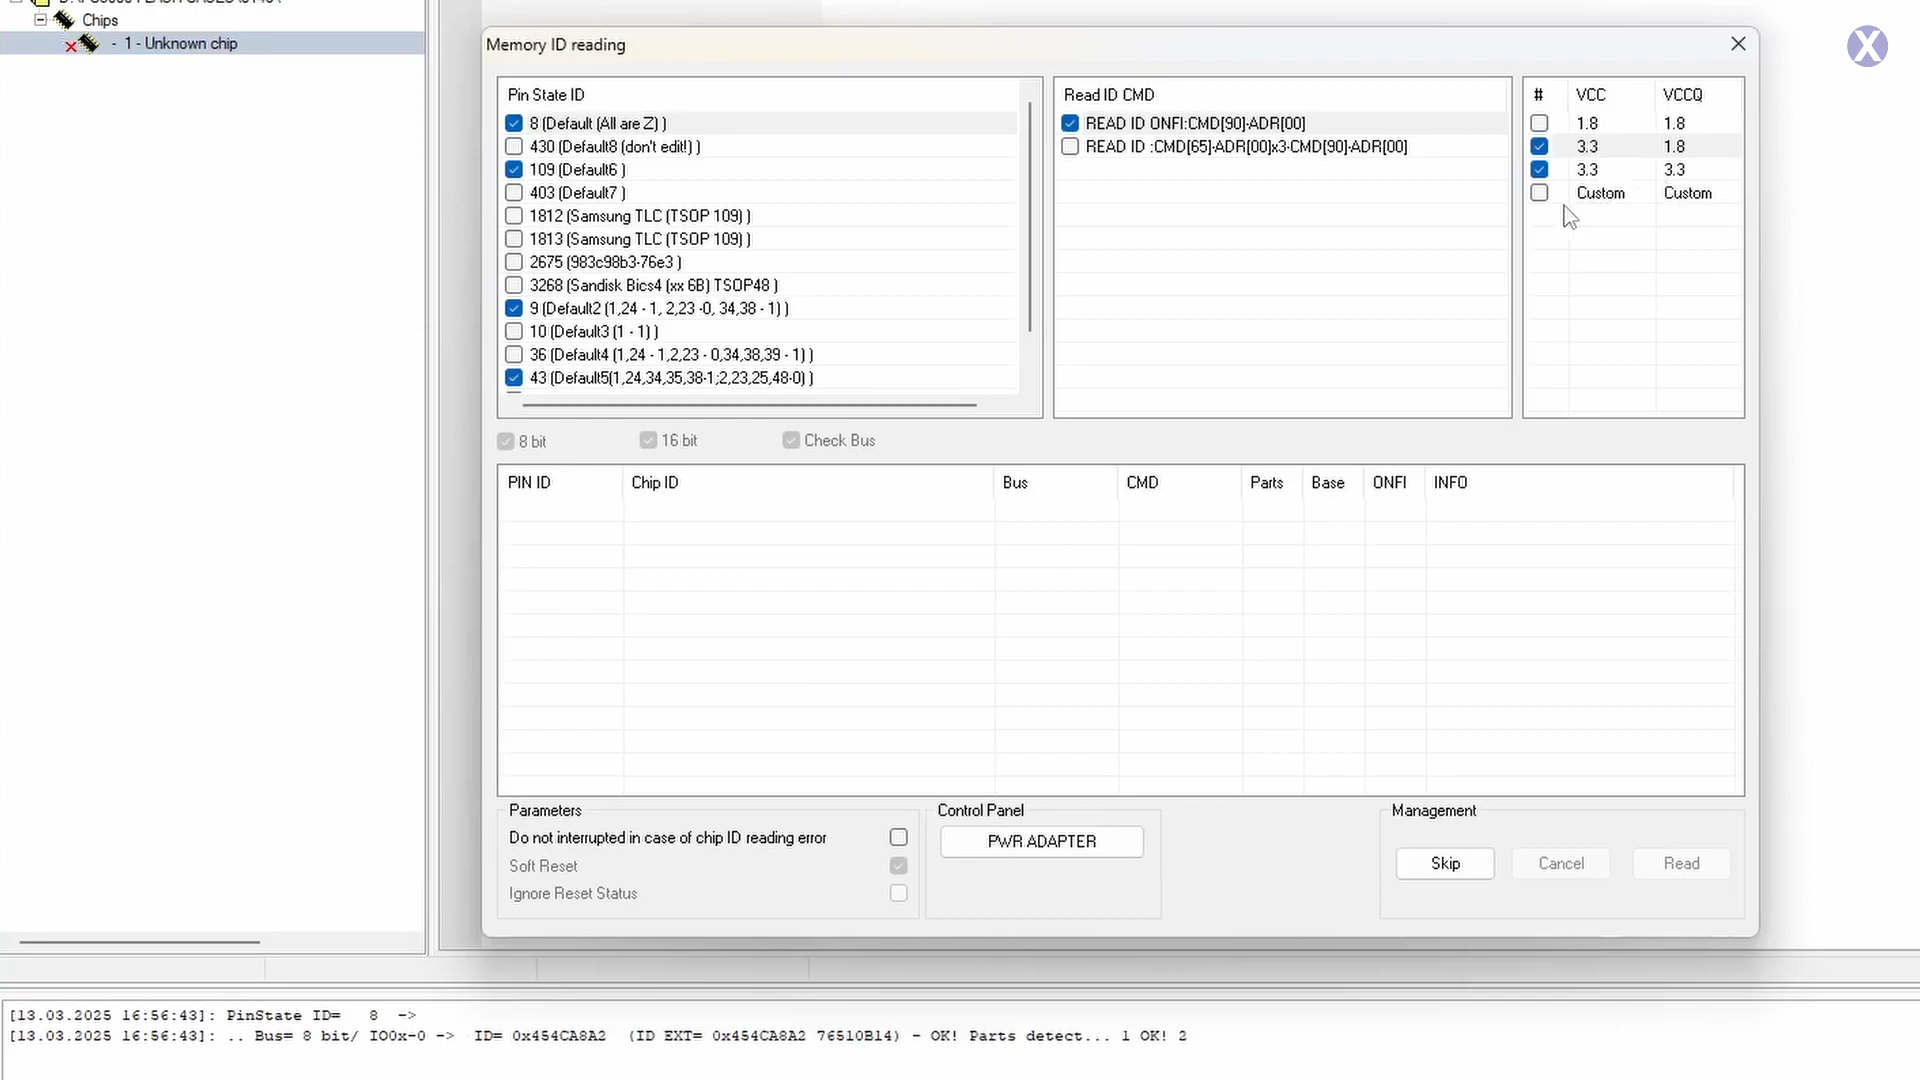 Chips
- 1 - Unknown chip
Memory ID reading
X
Pin State ID
8 (Default (All are Z) )
430 (Default8 (don't edit!) )
109 (Default6 )
403 (Default7 )
1812 (Samsung TLC (TSOP 109) )
1813 (Samsung TLC (TSOP 109) )
2675 (983c98b3-76e3 )
3268 (Sandisk Bics4 (xx 6B) TSOP48 )
9 (Default2 (1,24 - 1, 2,23 -0, 34,38 - 1) )
10 (Default3 (1 - 1) )
36 (Default4 (1,24 - 1,2,23 - 0,34,38,39 - 1) )
43 (Default5(1,24,34,35,38-1;2,23,25,48-0) )
Read ID CMD
READ ID ONFI:CMD[90]-ADR[00]
READ ID :CMD[65]-ADR[00]x3-CMD[90]-ADR[00]
# VCC VCCQ
1.8 1.8
3.3 1.8
3.3 3.3
Custom Custom
8 bit 16 bit Check Bus
PIN ID Chip ID Bus CMD Parts Base ONFI INFO
Parameters
Do not interrupted in case of chip ID reading error
Soft Reset
Ignore Reset Status
Control Panel
PWR ADAPTER
Management
Skip Cancel Read
[13.03.2025 16:56:43]: PinState ID= 8 ->
[13.03.2025 16:56:43]: .. Bus= 8 bit/ IO0x-0 -> ID= 0x454CA8A2 (ID EXT= 0x454CA8A2 76510B14) - OK! Parts detect... 1 OK! 2